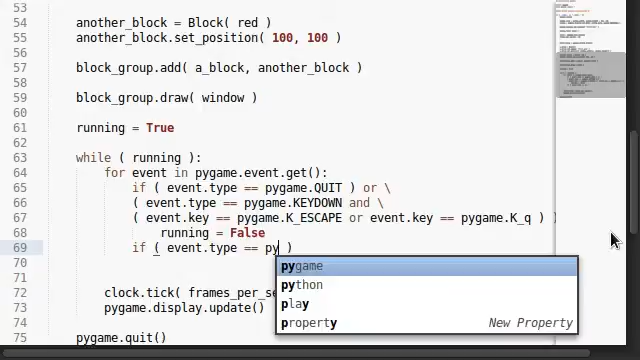 53
54 another_block = Block( red )
55 another_block.set_position( 100, 100 )
56
57 block_group.add( a_block, another_block )
58
59 block_group.draw( window )
60
61 running = True
62
63 while ( running ):
64 for event in pygame.event.get():
65 if ( event.type == pygame.QUIT ) or \
66 ( event.type == pygame.KEYDOWN and \
67 ( event.key == pygame.K_ESCAPE or event.key == pygame.K_q ) )
68 running = False
69 if ( event.type == py )
70 pygame
71 python
play
72 clock.tick( frames_per_se
73 pygame.display.update()
property New Property
74
75 pygame.quit()